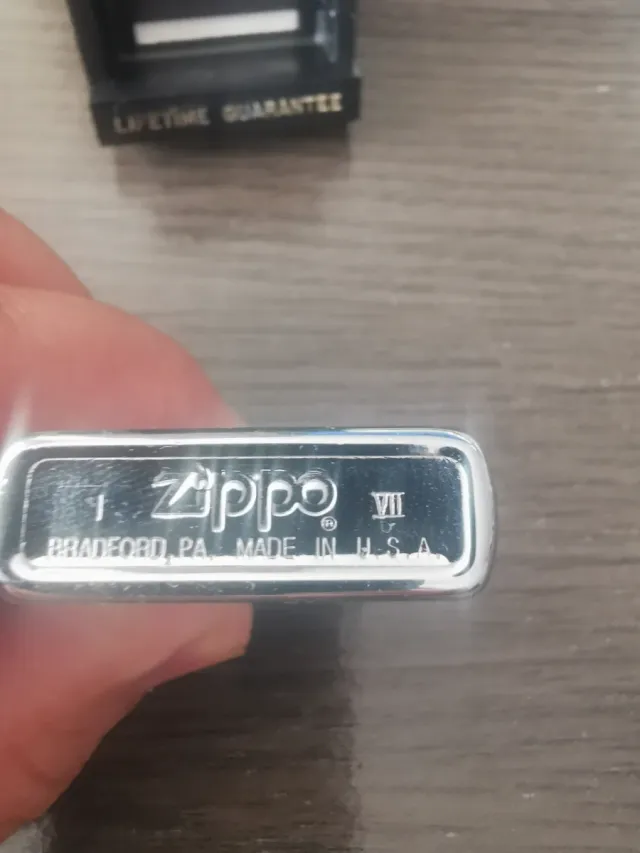 LIFETIME GUARANTEE
I Zippo® VII
BRADFORD, PA. MADE IN U.S.A.